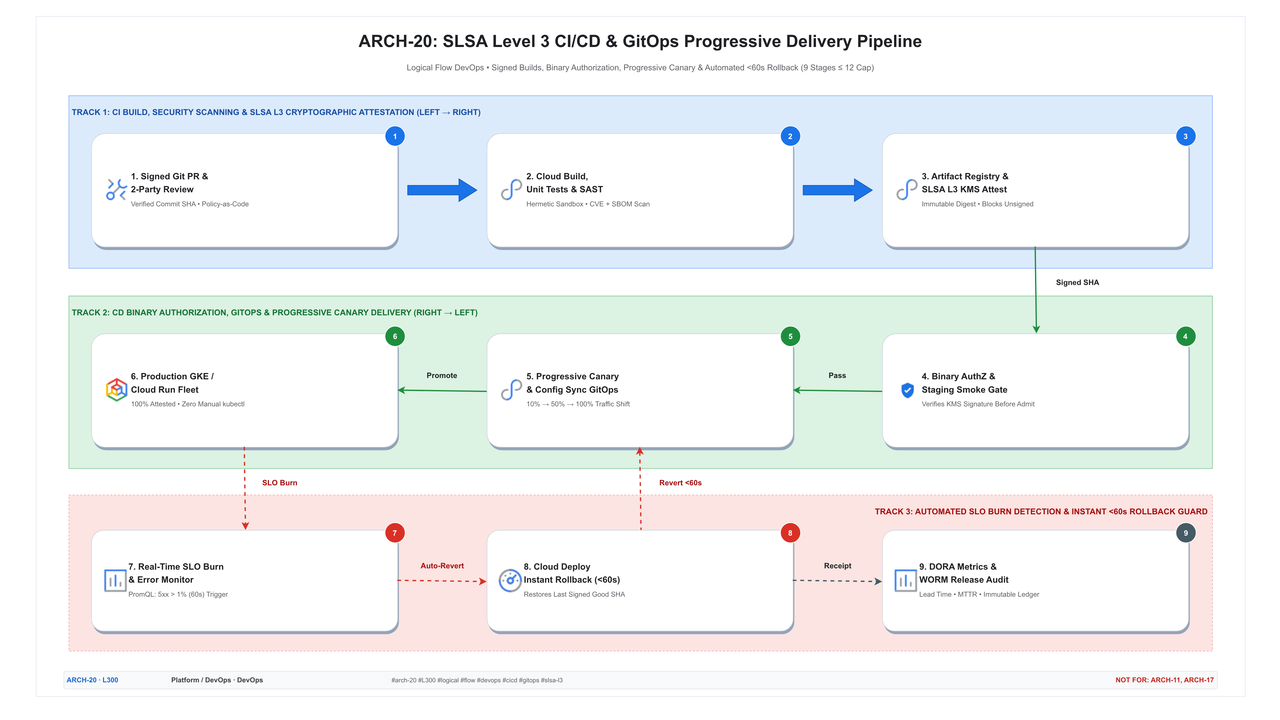 ARCH-20: SLSA Level 3 CI/CD & GitOps Progressive Delivery Pipeline
Logical Flow DevOps • Signed Builds, Binary Authorization, Progressive Canary & Automated <60s Rollback (9 Stages ≤ 12 Cap)
TRACK 1: CI BUILD, SECURITY SCANNING & SLSA L3 CRYPTOGRAPHIC ATTESTATION (LEFT → RIGHT)
1
1. Signed Git PR &
2-Party Review
Verified Commit SHA • Policy-as-Code
2
2. Cloud Build,
Unit Tests & SAST
Hermetic Sandbox • CVE + SBOM Scan
3
3. Artifact Registry &
SLSA L3 KMS Attest
Immutable Digest • Blocks Unsigned
Signed SHA
TRACK 2: CD BINARY AUTHORIZATION, GITOPS & PROGRESSIVE CANARY DELIVERY (RIGHT → LEFT)
6
6. Production GKE /
Cloud Run Fleet
100% Attested • Zero Manual kubectl
Promote
5
5. Progressive Canary
& Config Sync GitOps
10% → 50% → 100% Traffic Shift
Pass
4
4. Binary AuthZ &
Staging Smoke Gate
Verifies KMS Signature Before Admit
SLO Burn
Revert <60s
TRACK 3: AUTOMATED SLO BURN DETECTION & INSTANT <60s ROLLBACK GUARD
7
7. Real-Time SLO Burn
& Error Monitor
PromQL: 5xx > 1% (60s) Trigger
Auto-Revert
8
8. Cloud Deploy
Instant Rollback (<60s)
Restores Last Signed Good SHA
Receipt
9
9. DORA Metrics &
WORM Release Audit
Lead Time • MTTR • Immutable Ledger
ARCH-20 · L300
Platform / DevOps · DevOps
#arch-20 #L300 #logical #flow #devops #cicd #gitops #slsa-l3
NOT FOR: ARCH-11, ARCH-17